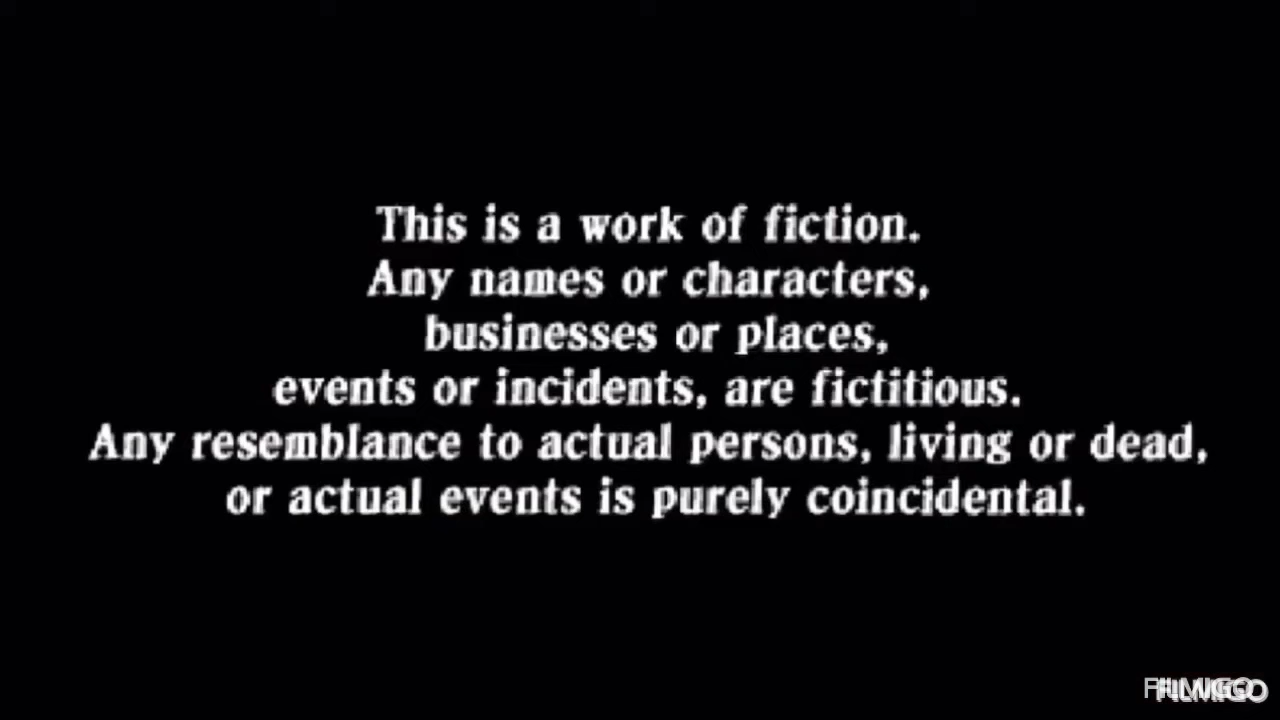 This is a work of fiction.
Any names or characters,
businesses or places,
events or incidents, are fictitious.
Any resemblance to actual persons, living or dead,
or actual events is purely coincidental.
FILMIGO